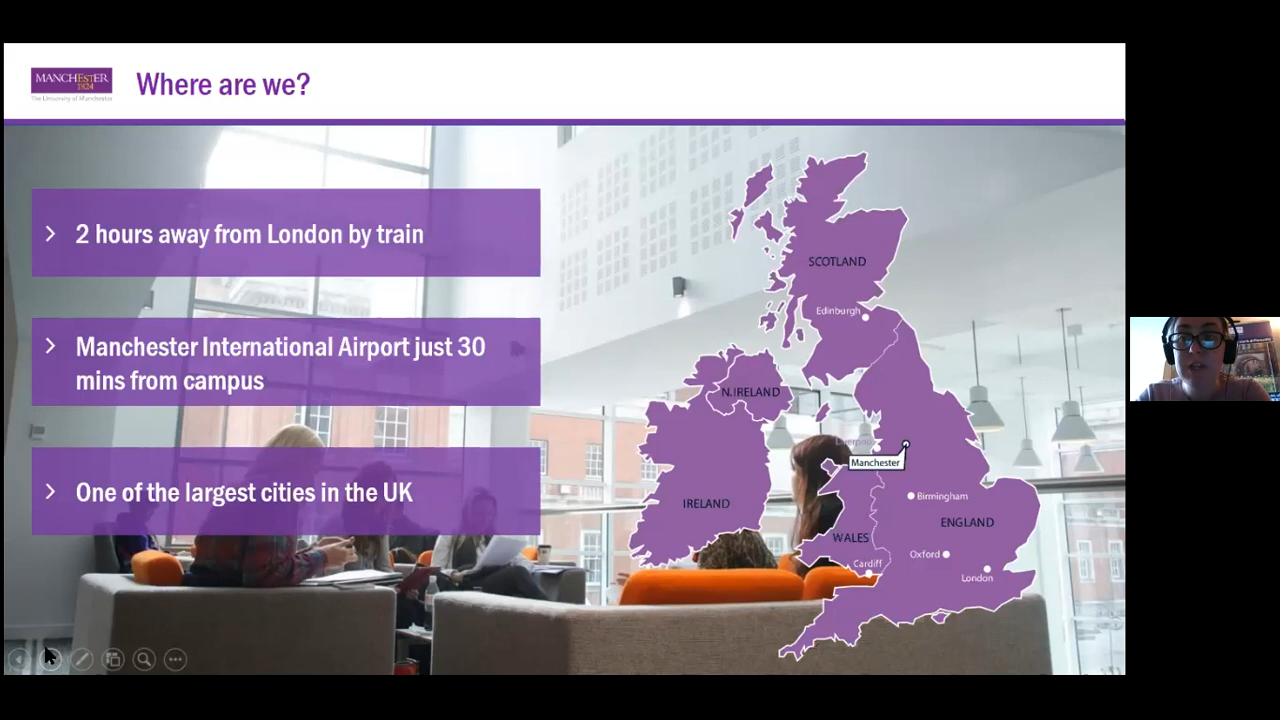 MANCHESTER
1824
The University of Manchester
Where are we?
2 hours away from London by train
Manchester International Airport just 30
mins from campus
One of the largest cities in the UK
SCOTLAND
Edinburgh
N.IRELAND
Liverpool
Manchester
IRELAND
Birmingham
ENGLAND
WALES
Oxford
Cardiff
London